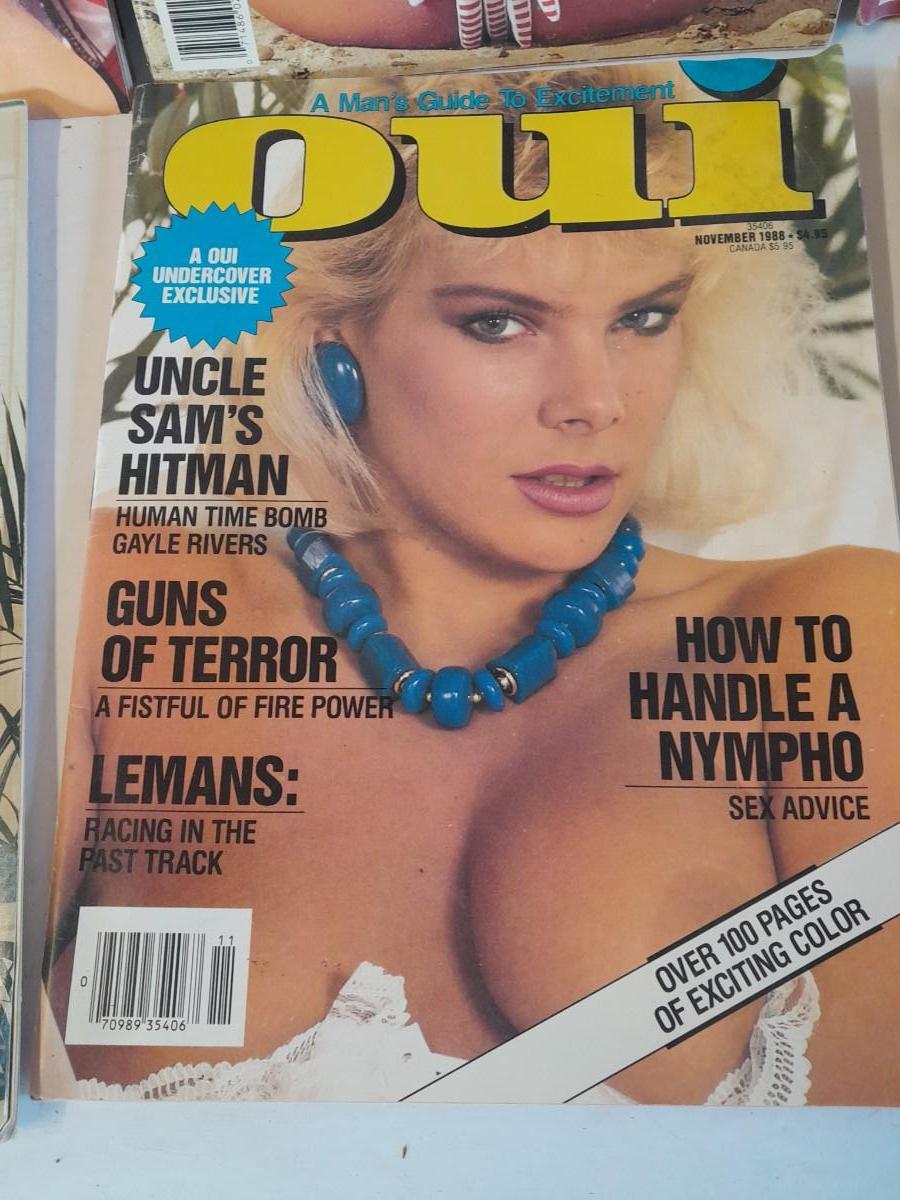 A Man's Guide To Excitement
oui
35406
NOVEMBER 1988 • $4.95
CANADA $5.95
A OUI
UNDERCOVER
EXCLUSIVE
UNCLE
SAM'S
HITMAN
HUMAN TIME BOMB
GAYLE RIVERS
GUNS
OF TERROR
A FISTFUL OF FIRE POWER
LEMANS:
RACING IN THE
FAST TRACK
HOW TO
HANDLE A
NYMPHO
SEX ADVICE
OVER 100 PAGES
OF EXCITING COLOR
11
0
70989 35406